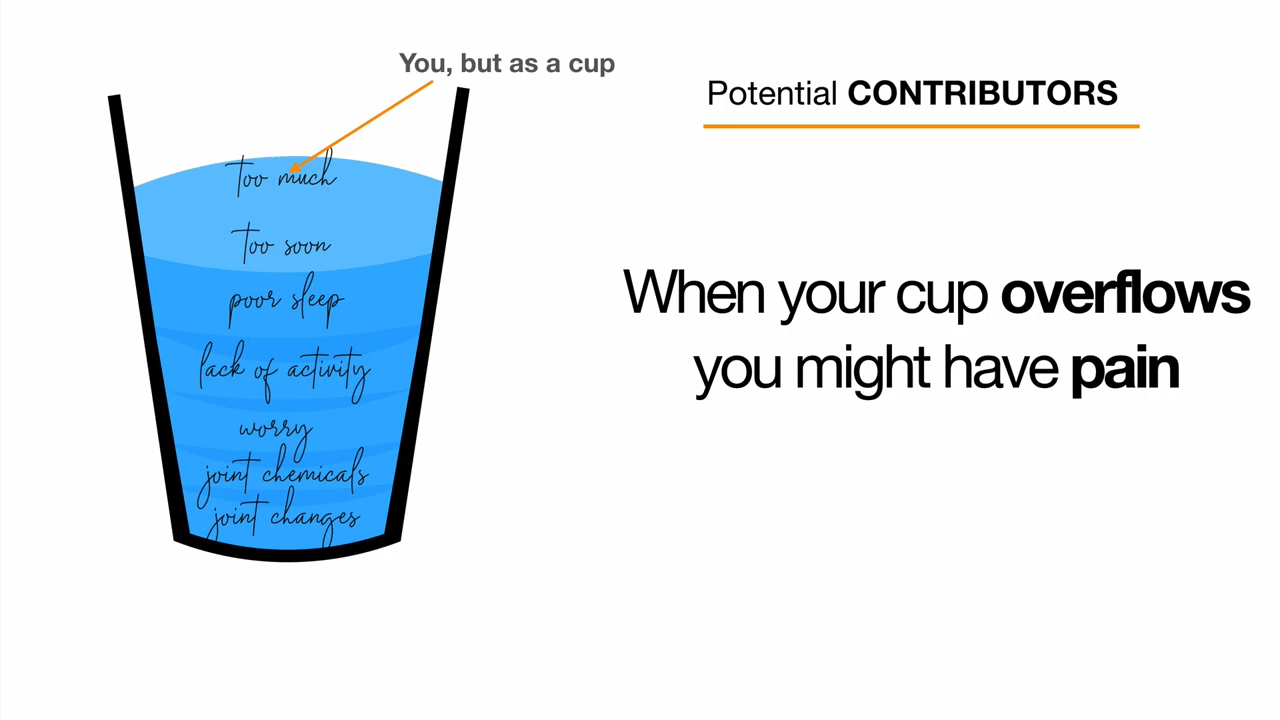 You, but as a cup
Potential CONTRIBUTORS
too much
too soon
poor sleep
lack of activity
worry
joint chemicals
joint changes
When your cup overflows
you might have pain